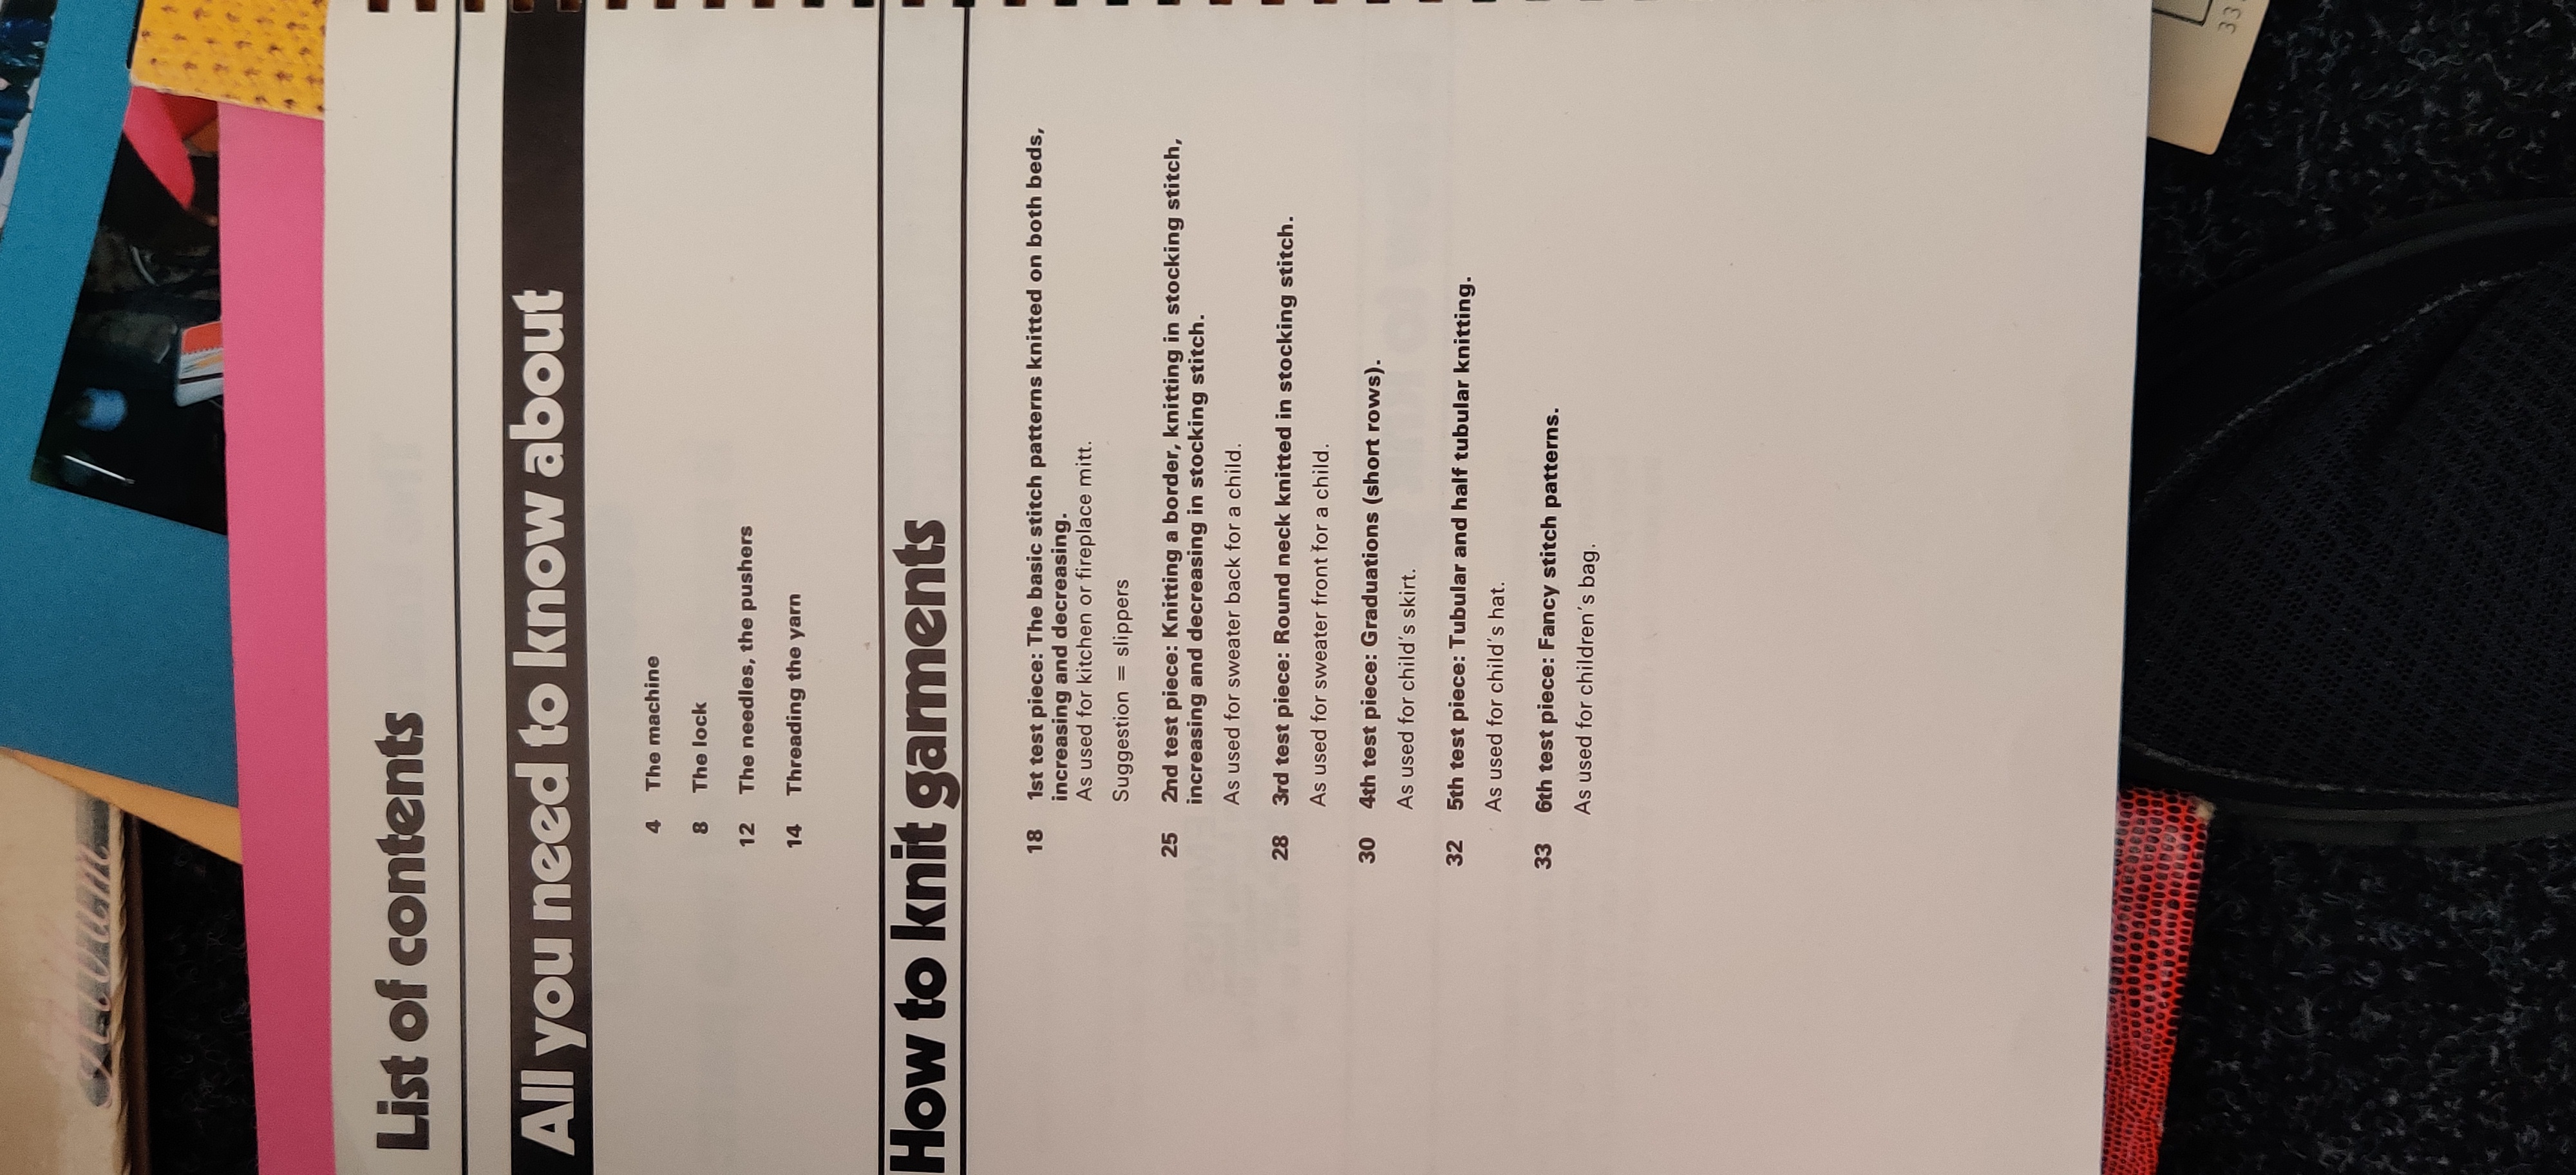 List of contents
All you need to know about
4 The machine
8 The lock
12 The needles, the pushers
14 Threading the yarn
How to knit garments
18 1st test piece: The basic stitch patterns knitted on both beds,
increasing and decreasing.
As used for kitchen or fireplace mitt.
Suggestion = slippers
25 2nd test piece: Knitting a border, knitting in stocking stitch,
increasing and decreasing in stocking stitch.
As used for sweater back for a child.
28 3rd test piece: Round neck knitted in stocking stitch.
As used for sweater front for a child.
30 4th test piece: Graduations (short rows).
As used for child's skirt.
32 5th test piece: Tubular and half tubular knitting.
As used for child's hat.
33 6th test piece: Fancy stitch patterns.
As used for children's bag.